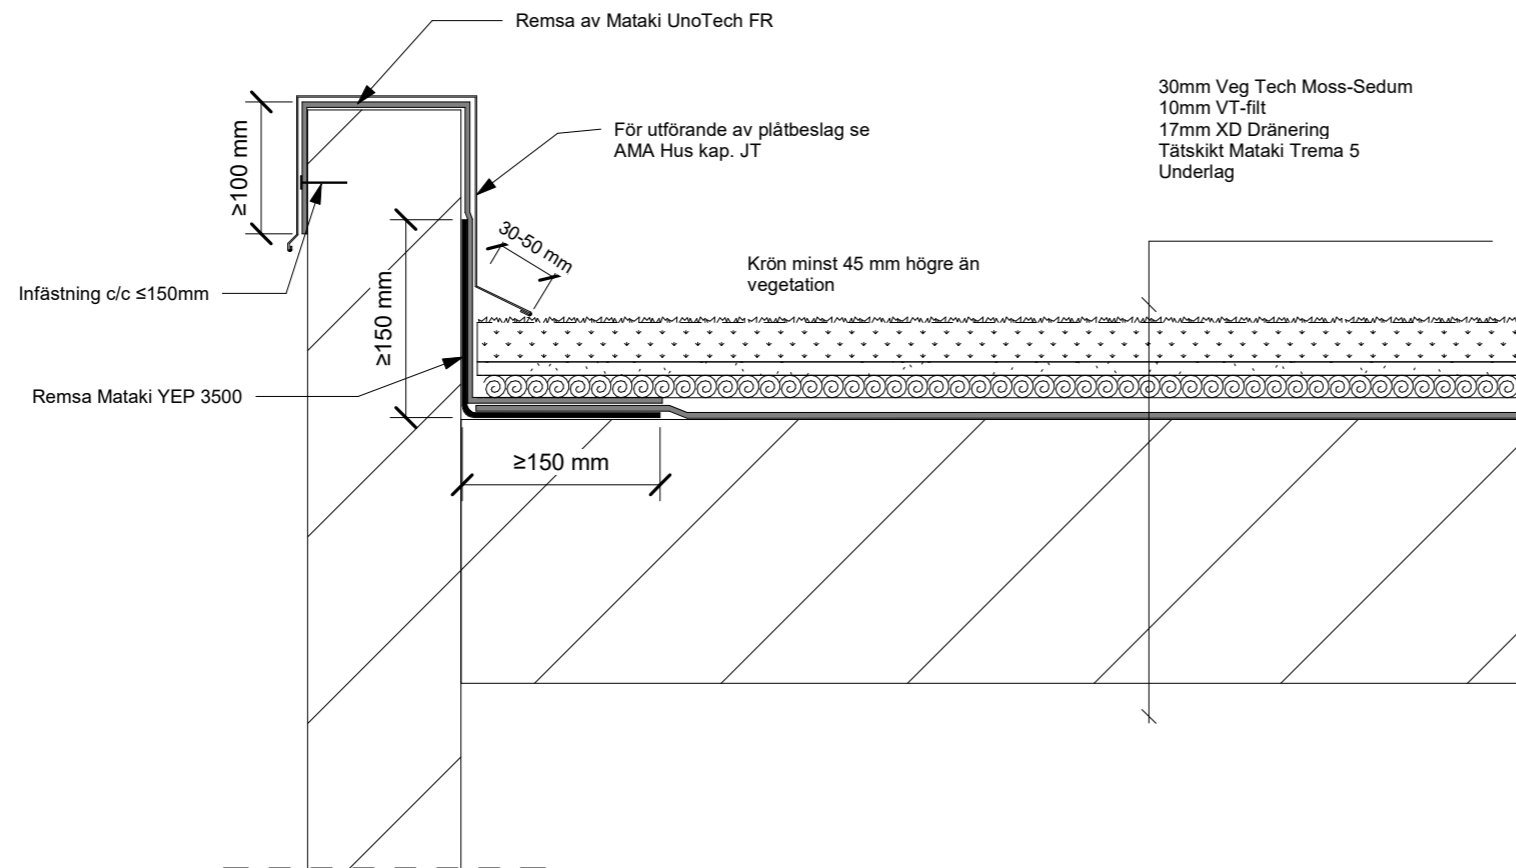 Remsa av Mataki UnoTech FR
30mm Veg Tech Moss-Sedum
10mm VT-filt
17mm XD Dränering
Tätskikt Mataki Trema 5
Underlag
För utförande av plåtbeslag se
AMA Hus kap. JT
≥100 mm
30-50 mm
Krön minst 45 mm högre än
vegetation
Infästning c/c ≤150mm
≥150 mm
Remsa Mataki YEP 3500
≥150 mm